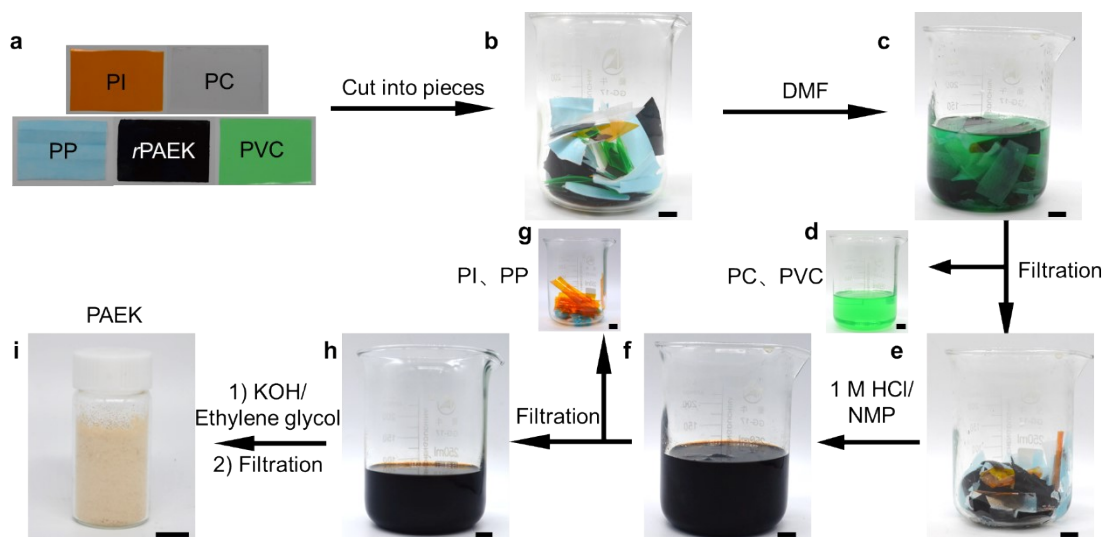 a
PI
PC
PP
rPAEK
PVC
Cut into pieces
b
DMF
c
Filtration
d
PC、PVC
e
1 M HCl/
NMP
f
Filtration
g
PI、PP
h
1) KOH/
Ethylene glycol
2) Filtration
i
PAEK